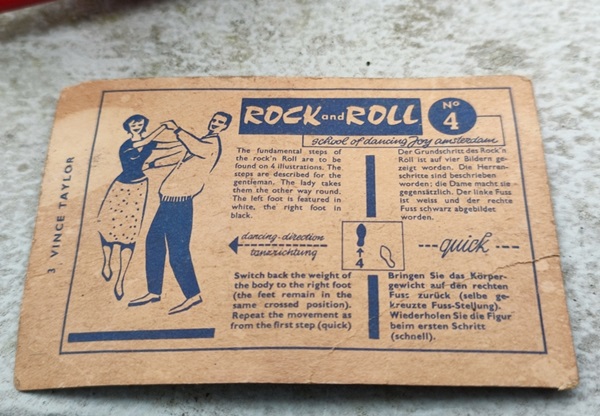 3 VINCE TAYLOR
ROCK and ROLL
No 4
school of dancing Joy amsterdam
The fundamental steps of
the rock'n Roll are to be
found on 4 illustrations. The
steps are described for the
gentleman. The lady takes
them the other way round.
The left foot is featured in
white, the right foot in
black.
Der Grundschritt des Rock'n
Roll ist auf vier Bildern ge-
zeigt worden. Die Herren-
schritte sind beschrieben
worden; die Dame macht sie
gegensätzlich. Der linke Fuss
ist weiss und der rechte
Fuss schwarz abgebildet
worden.
dancing-direction
tanzrichtung
4
--- quick ---
Switch back the weight of
the body to the right foot
(the feet remain in the
same crossed position).
Repeat the movement as
from the first step (quick)
Bringen Sie das Körper-
gewicht auf den rechten
Fuss zurück (selbe ge-
kreuzte Fuss-Stellung).
Wiederholen Sie die Figur
beim ersten Schritt
(schnell).